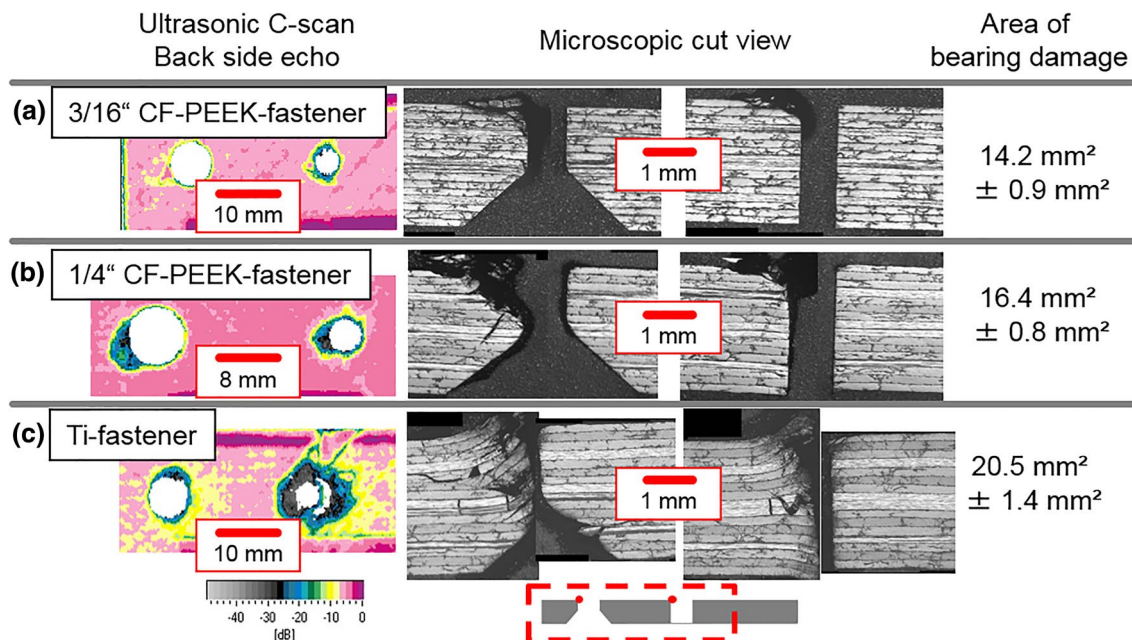 Ultrasonic C-scan
Back side echo
Microscopic cut view
Area of
bearing damage
(a)
3/16“ CF-PEEK-fastener
10 mm
1 mm
14.2 mm²
± 0.9 mm²
(b)
1/4“ CF-PEEK-fastener
8 mm
1 mm
16.4 mm²
± 0.8 mm²
(c)
Ti-fastener
10 mm
1 mm
20.5 mm²
± 1.4 mm²
-40 -30 -20 -10 0
[dB]